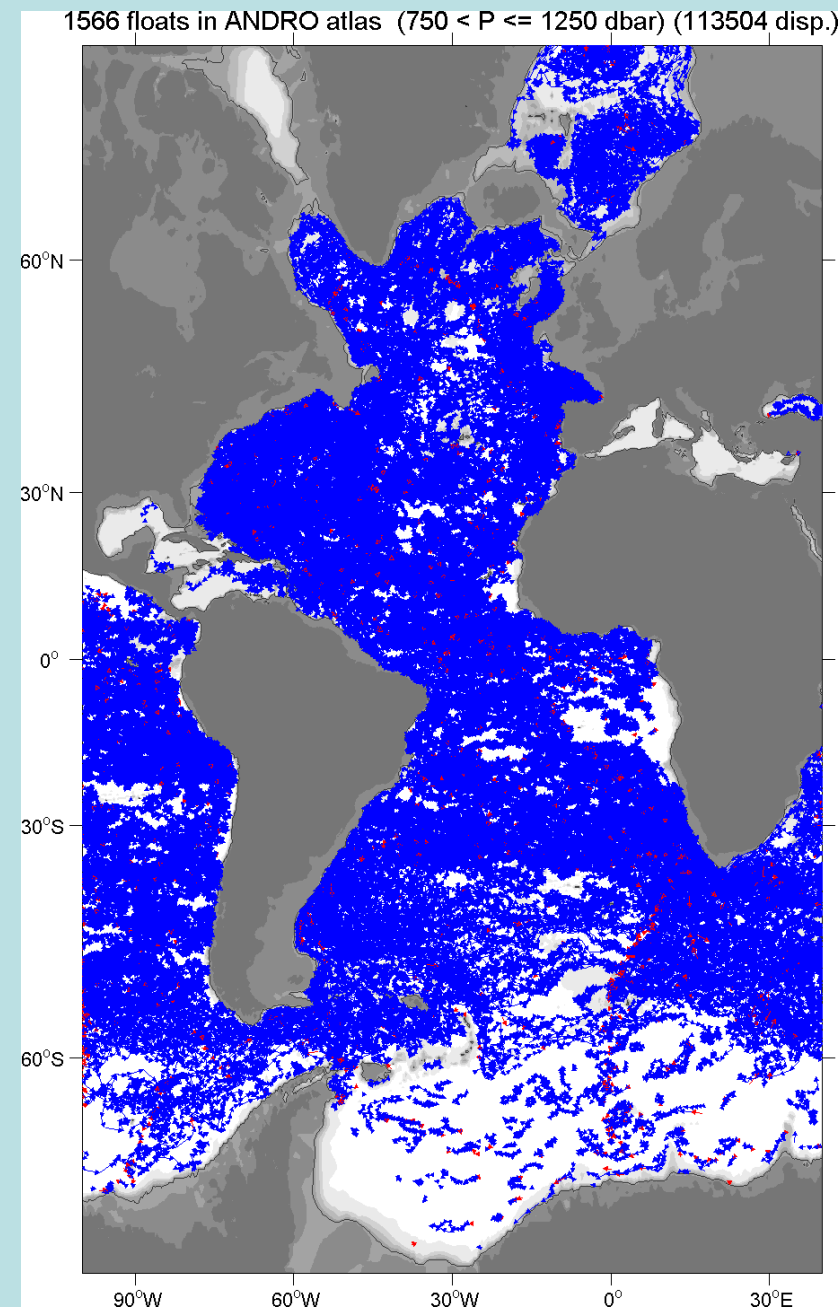 1566 floats in ANDRO atlas (750 < P <= 1250 dbar) (113504 disp.)
60°N
30°N
0°
30°S
60°S
90°W 60°W 30°W 0° 30°E